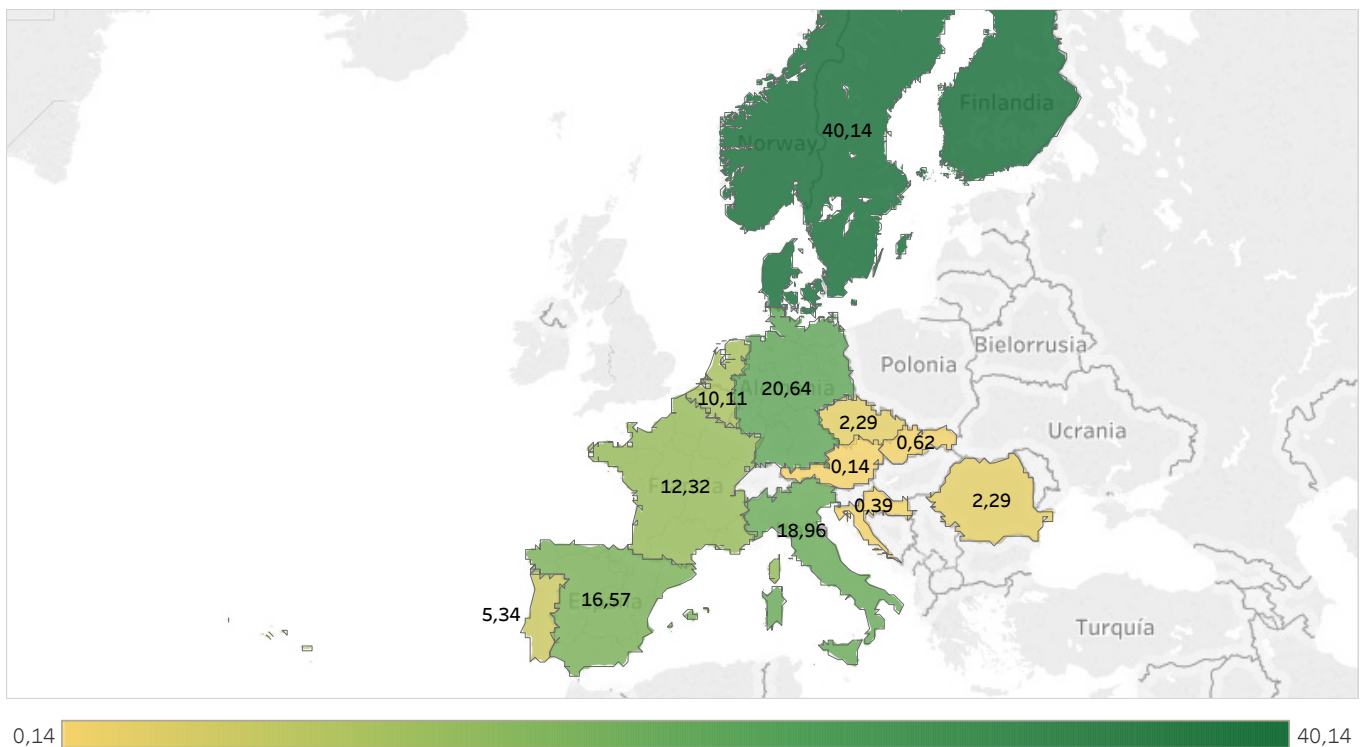 Finlandia
Norway
40,14
Bielorrusia
Polonia
20,64
10,11
2,29
Ucrania
0,62
0,14
12,32
2,29
0,39
18,96
España
16,57
5,34
Turquía
0,14
40,14